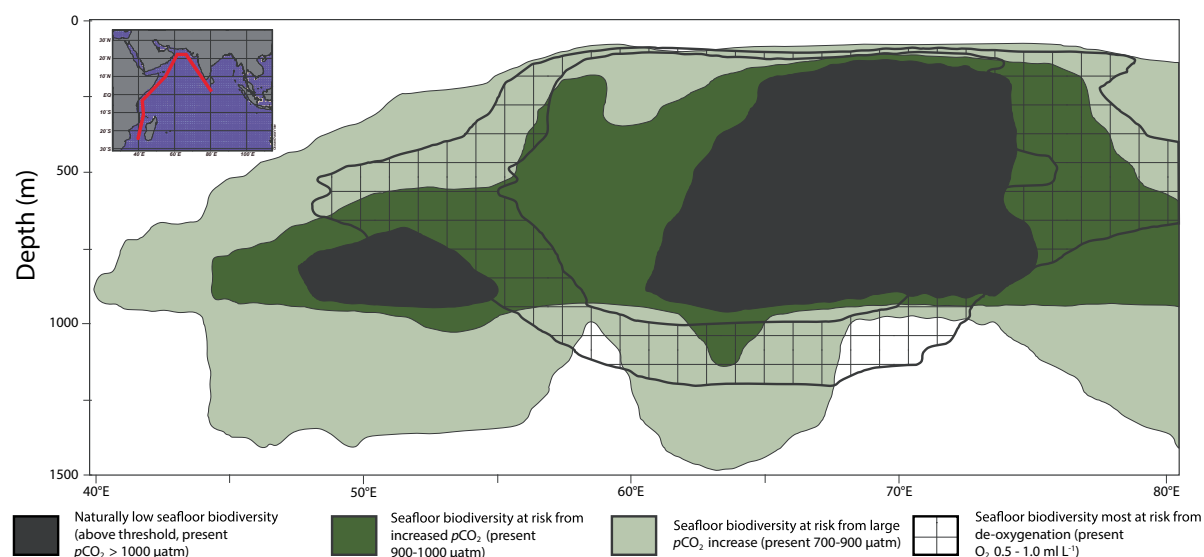 0
500
1000
1500
Depth (m)
30°N
20°N
10°N
EQ
10°S
20°S
30°S
40°E 60°E 80°E 100°E
40°E 50°E 60°E 70°E 80°E
Naturally low seafloor biodiversity
(above threshold, present
pCO₂ > 1000 µatm)
Seafloor biodiversity at risk from
increased pCO₂ (present
900-1000 µatm)
Seafloor biodiversity at risk from large
pCO₂ increase (present 700-900 µatm)
Seafloor biodiversity most at risk from
de-oxygenation (present
O₂ 0.5 - 1.0 ml L⁻¹)